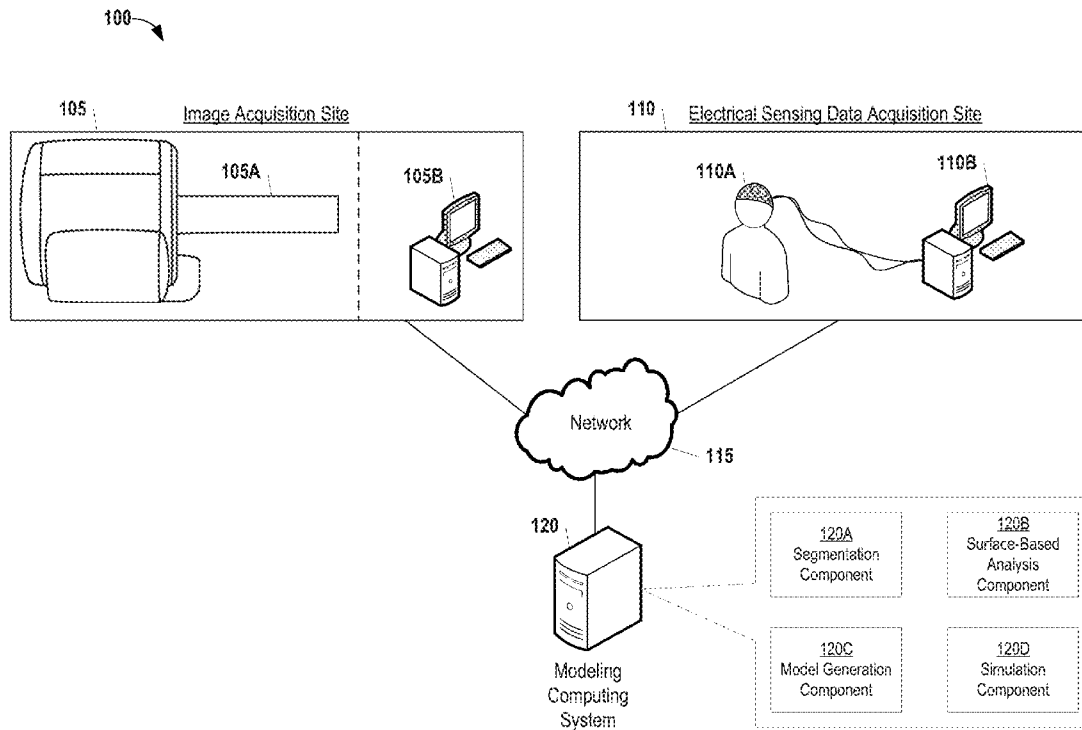 100
105
Image Acquisition Site
110
Electrical Sensing Data Acquisition Site
105A
105B
110A
110B
Network
115
120
Modeling
Computing
System
120A
Segmentation
Component
120B
Surface-Based
Analysis
Component
120C
Model Generation
Component
120D
Simulation
Component